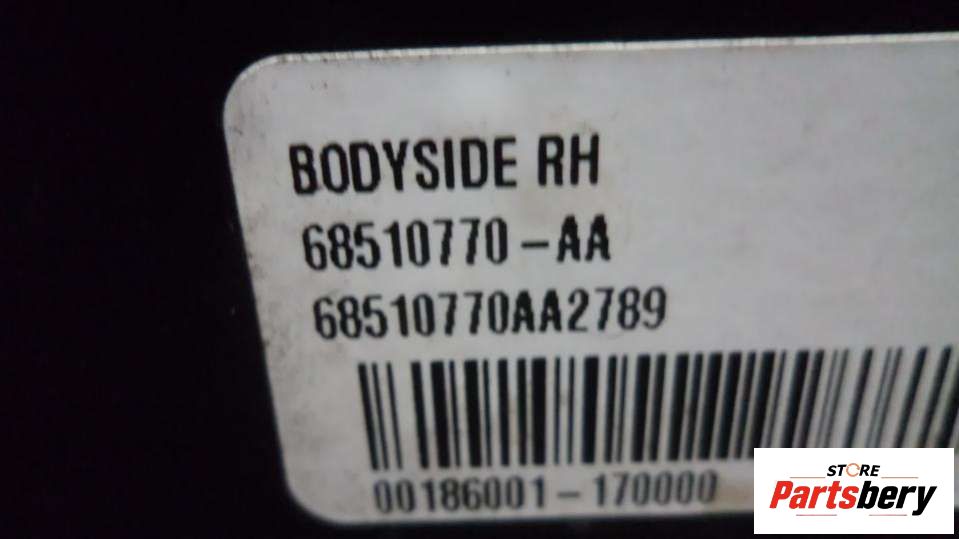 BODYSIDE RH
68510770-AA
68510770AA2789
00186001-170000
STORE
Partsbery